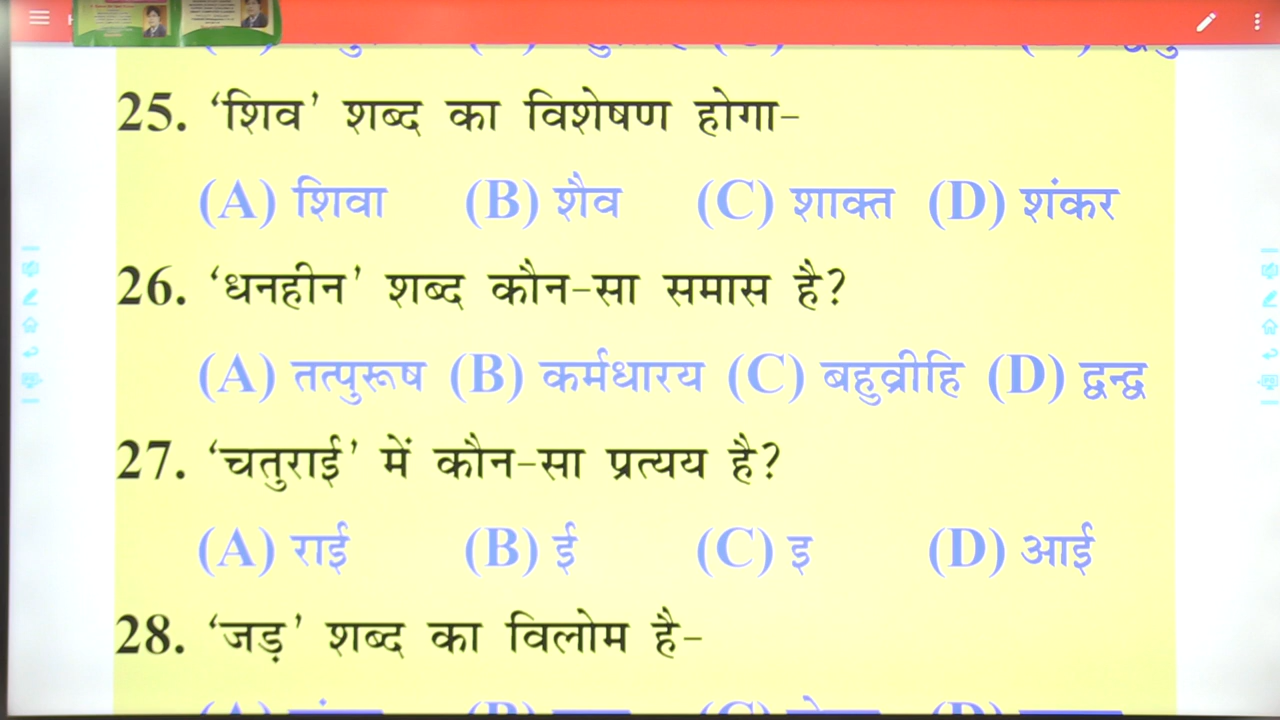 25. ‘शिव’ शब्द का विशेषण होगा-
(A) शिवा (B) शैव (C) शाक्त (D) शंकर
26. ‘धनहीन’ शब्द कौन-सा समास है?
(A) तत्पुरूष (B) कर्मधारय (C) बहुव्रीहि (D) द्वन्द्व
27. ‘चतुराई’ में कौन-सा प्रत्यय है?
(A) राई (B) ई (C) इ (D) आई
28. ‘जड़’ शब्द का विलोम है-